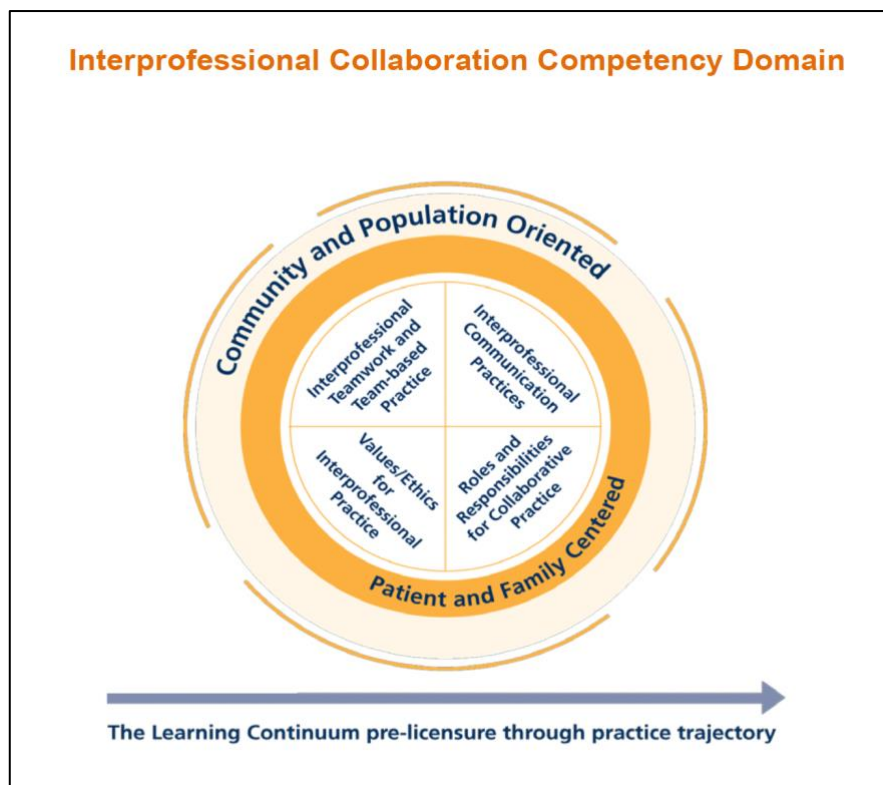 Interprofessional Collaboration Competency Domain
Community and Population Oriented
Interprofessional
Teamwork and
Team-based
Practice
Interprofessional
Communication
Practices
Values/Ethics
for
Interprofessional
Practice
Roles and
Responsibilities
for Collaborative
Practice
Patient and Family Centered
The Learning Continuum pre-licensure through practice trajectory